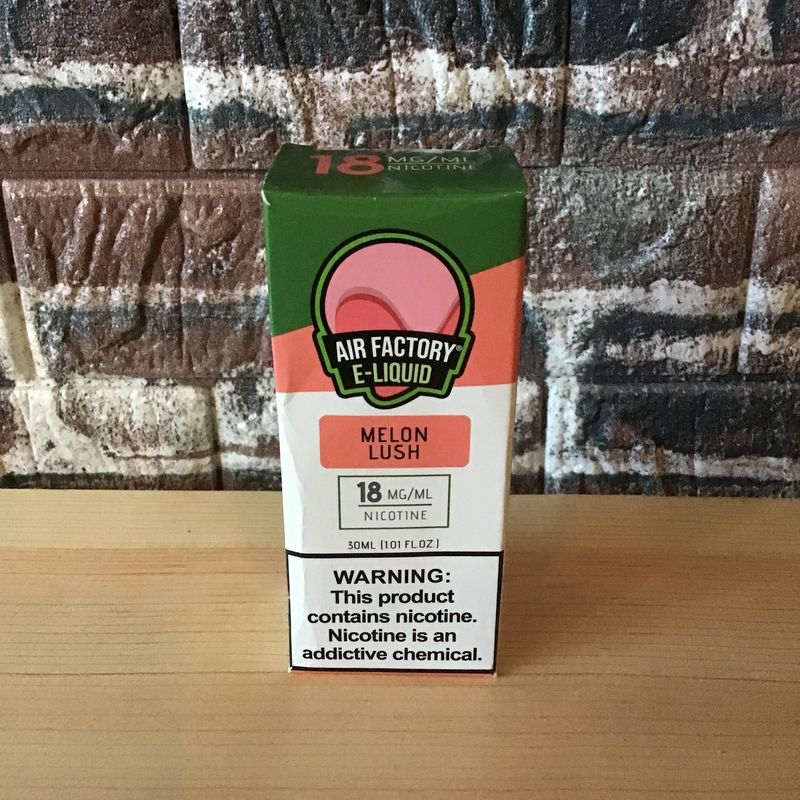 18 MG/ML
NICOTINE
AIR FACTORY®
E-LIQUID
MELON
LUSH
18 MG/ML
NICOTINE
30ML (1.01 FL.OZ.)
WARNING:
This product
contains nicotine.
Nicotine is an
addictive chemical.